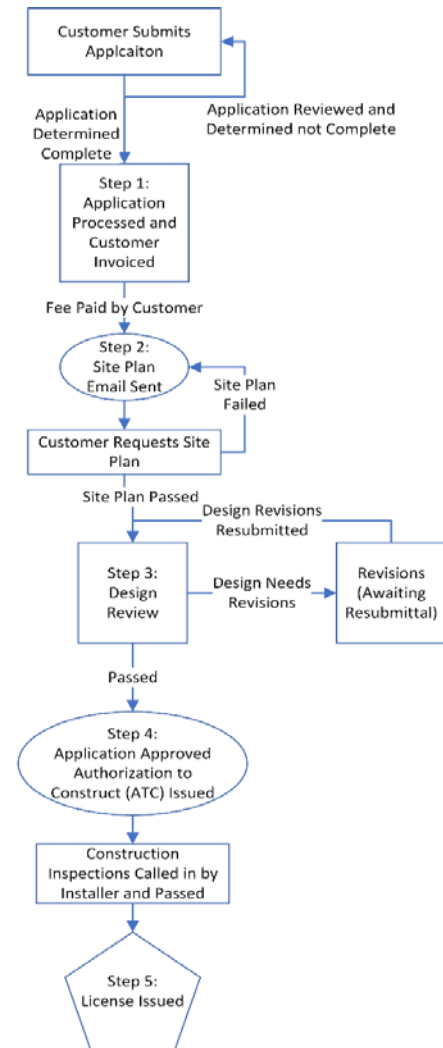 Customer Submits
Applcaiton
Application Reviewed and
Determined not Complete
Application
Determined
Complete
Step 1:
Application
Processed and
Customer
Invoiced
Fee Paid by Customer
Step 2:
Site Plan
Email Sent
Site Plan
Failed
Customer Requests Site
Plan
Site Plan Passed
Design Revisions
Resubmitted
Step 3:
Design
Review
Design Needs
Revisions
Revisions
(Awaiting
Resubmittal)
Passed
Step 4:
Application Approved
Authorization to
Construct (ATC) Issued
Construction
Inspections Called in by
Installer and Passed
Step 5:
License Issued